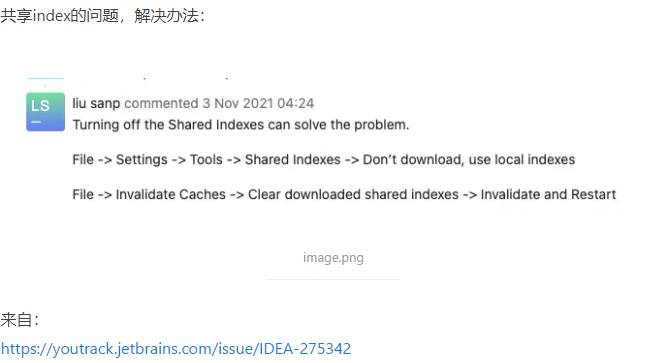 共享index的问题，解决办法：
LS
liu sanp commented 3 Nov 2021 04:24
Turning off the Shared Indexes can solve the problem.
File -> Settings -> Tools -> Shared Indexes -> Don’t download, use local indexes
File -> Invalidate Caches -> Clear downloaded shared indexes -> Invalidate and Restart
image.png
来自：
https://youtrack.jetbrains.com/issue/IDEA-275342